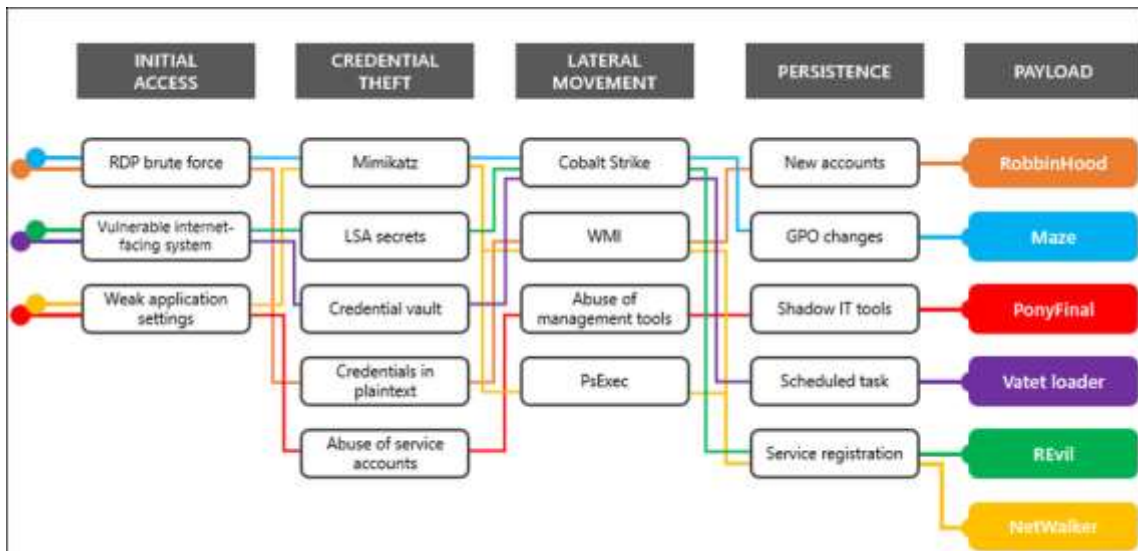 INITIAL
ACCESS
CREDENTIAL
THEFT
LATERAL
MOVEMENT
PERSISTENCE
PAYLOAD
RDP brute force
Mimikatz
Cobalt Strike
New accounts
RobbinHood
Vulnerable internet-
facing system
LSA secrets
WMI
GPO changes
Maze
Weak application
settings
Credential vault
Abuse of
management tools
Shadow IT tools
PonyFinal
Credentials in
plaintext
PsExec
Scheduled task
Vatet loader
Abuse of service
accounts
Service registration
REvil
NetWalker